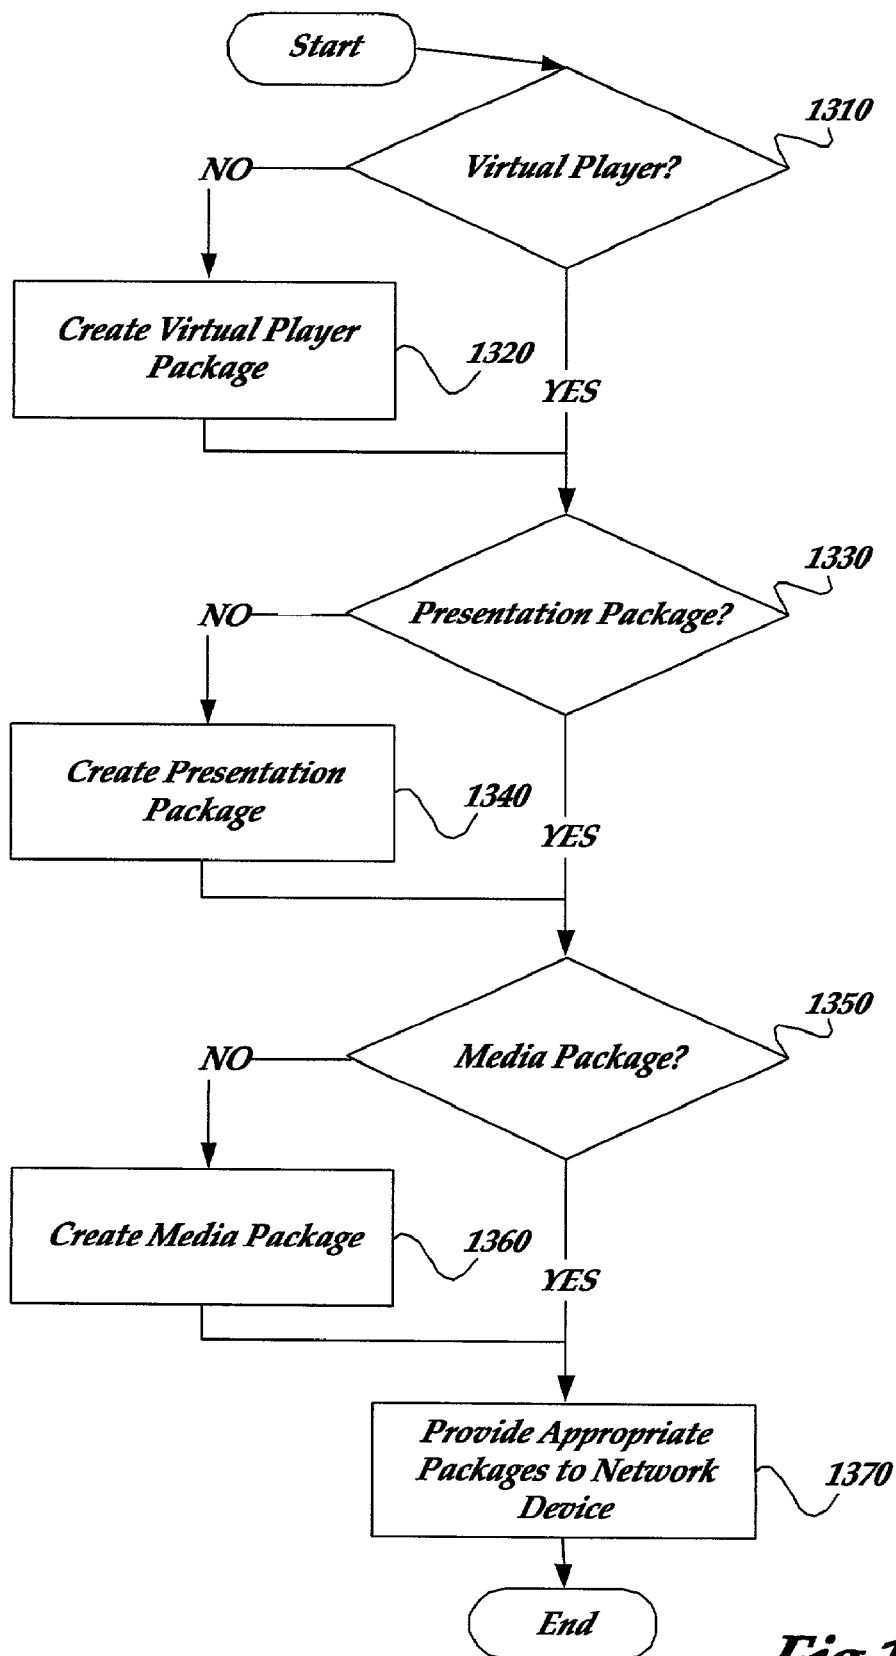 Start
1310
Virtual Player?
NO
Create Virtual Player
Package
1320
YES
1330
Presentation Package?
NO
Create Presentation
Package
1340
YES
1350
Media Package?
NO
Create Media Package
1360
YES
Provide Appropriate
Packages to Network
Device
1370
End